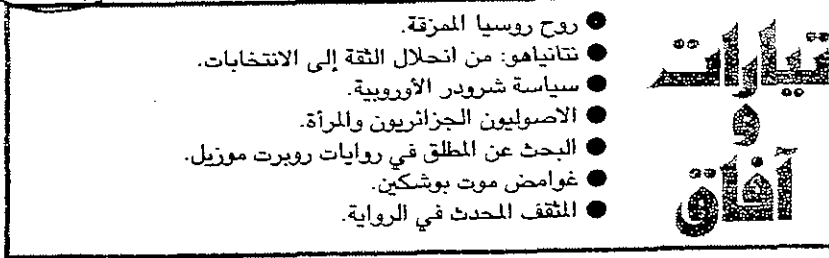 تيارات
و
آفاق
● روح روسيا الممزقة.
● نتانياهو: من انحلال الثقة إلى الانتخابات.
● سياسة شرودر الأوروبية.
● الاصوليون الجزائريون والمرأة.
● البحث عن المطلق في روايات روبرت موزيل.
● غوامض موت بوشكين.
● المثقف المحدث في الرواية.